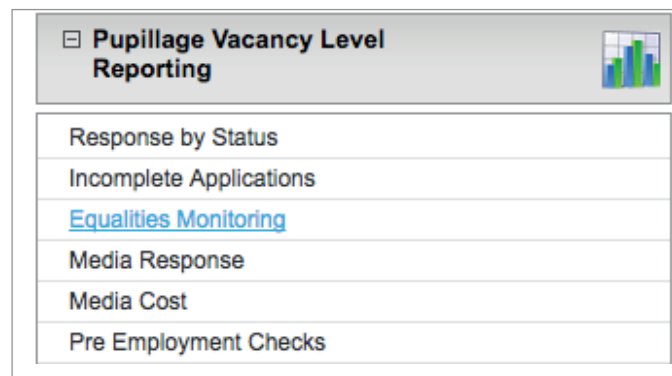 Pupillage Vacancy Level
Reporting
Response by Status
Incomplete Applications
Equalities Monitoring
Media Response
Media Cost
Pre Employment Checks